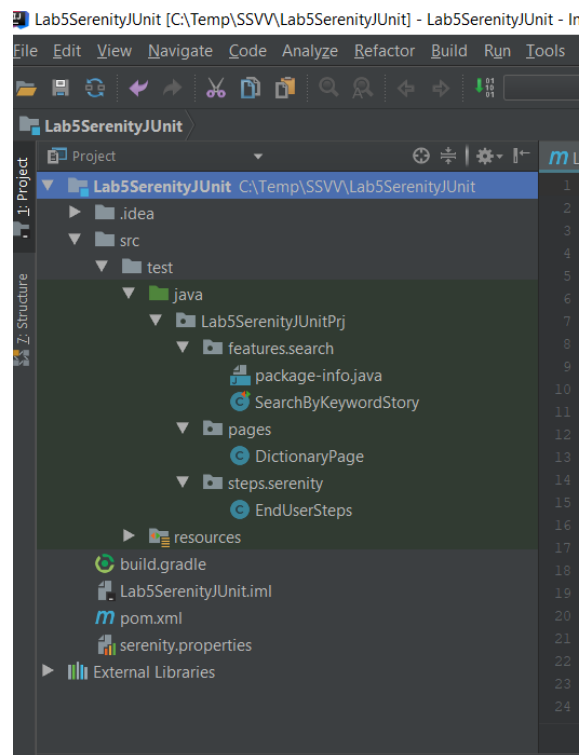 Lab5SerenityJUnit [C:\Temp\SSVV\Lab5SerenityJUnit] - Lab5SerenityJUnit - In
File Edit View Navigate Code Analyze Refactor Build Run Tools
Lab5SerenityJUnit
1: Project
Project
Lab5SerenityJUnit C:\Temp\SSVV\Lab5SerenityJUnit
.idea
src
test
java
Lab5SerenityJUnitPrj
features.search
package-info.java
SearchByKeywordStory
pages
DictionaryPage
steps.serenity
EndUserSteps
resources
build.gradle
Lab5SerenityJUnit.iml
pom.xml
serenity.properties
External Libraries
Z: Structure
m L
1
2
3
4
5
6
7
8
9
10
11
12
13
14
15
16
17
18
19
20
21
22
23
24